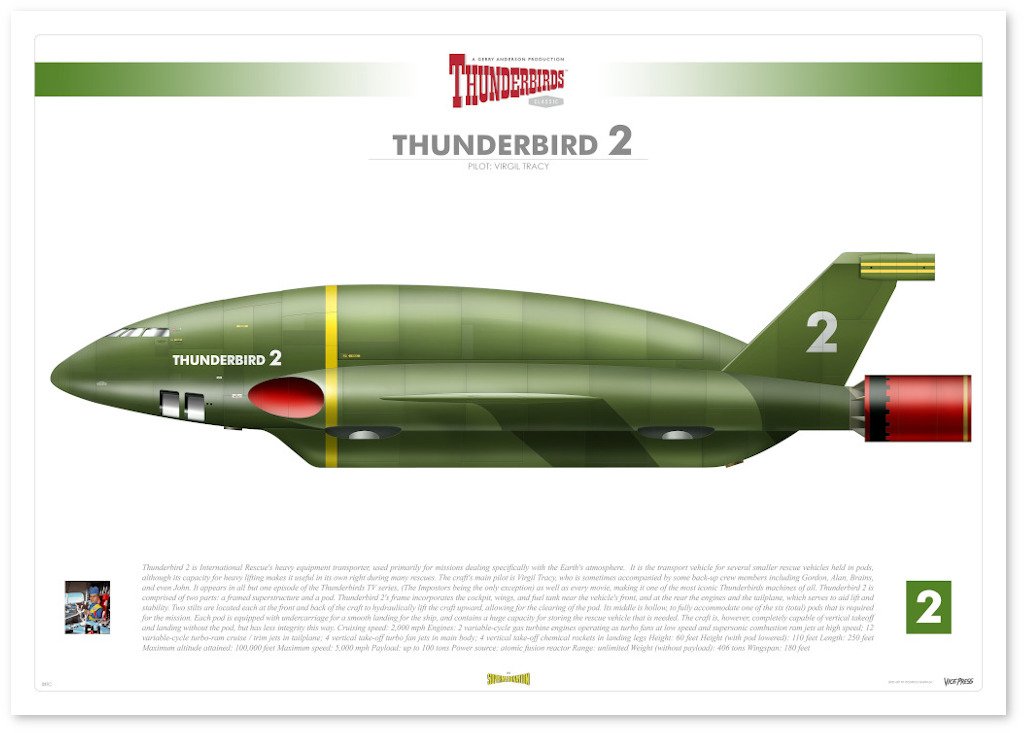 A GERRY ANDERSON PRODUCTION
THUNDERBIRDS
CLASSIC
THUNDERBIRD 2
PILOT: VIRGIL TRACY
2
THUNDERBIRD 2
Thunderbird 2 is International Rescue's heavy equipment transporter, used primarily for missions dealing specifically with the Earth's atmosphere. It is the transport vehicle for several smaller rescue vehicles held in pods,
although its capacity for heavy lifting makes it useful in its own right during many rescues. The craft's main pilot is Virgil Tracy, who is sometimes accompanied by some back-up crew members including Gordon, Alan, Brains,
and even John. It appears in all but one episode of the Thunderbirds TV series, (The Impostors being the only exception) as well as every movie, making it one of the most iconic Thunderbirds machines of all. Thunderbird 2 is
comprised of two parts: a framed superstructure and a pod. Thunderbird 2's frame incorporates the cockpit, wings, and fuel tank near the vehicle's front, and at the rear the engines and the tailplane, which serves to aid lift and
stability. Two stilts are located each at the front and back of the craft to hydraulically lift the craft upward, allowing for the clearing of the pod. Its middle is hollow, to fully accommodate one of the six (total) pods that is required
for the mission. Each pod is equipped with undercarriage for a smooth landing for the ship, and contains a huge capacity for storing the rescue vehicle that is needed. The craft is, however, completely capable of vertical takeoff
and landing without the pod, but has less integrity this way. Cruising speed: 2,000 mph Engines: 2 variable-cycle gas turbine engines operating as turbo fans at low speed and supersonic combustion ram jets at high speed; 12
variable-cycle turbo-ram cruise / trim jets in tailplane; 4 vertical take-off turbo fan jets in main body; 4 vertical take-off chemical rockets in landing legs Height: 60 feet Height (with pod lowered): 110 feet Length: 250 feet
Maximum altitude attained: 100,000 feet Maximum speed: 5,000 mph Payload: up to 100 tons Power source: atomic fusion reactor Range: unlimited Weight (without payload): 406 tons Wingspan: 180 feet
2
SUPERMARIONATION
VICE PRESS